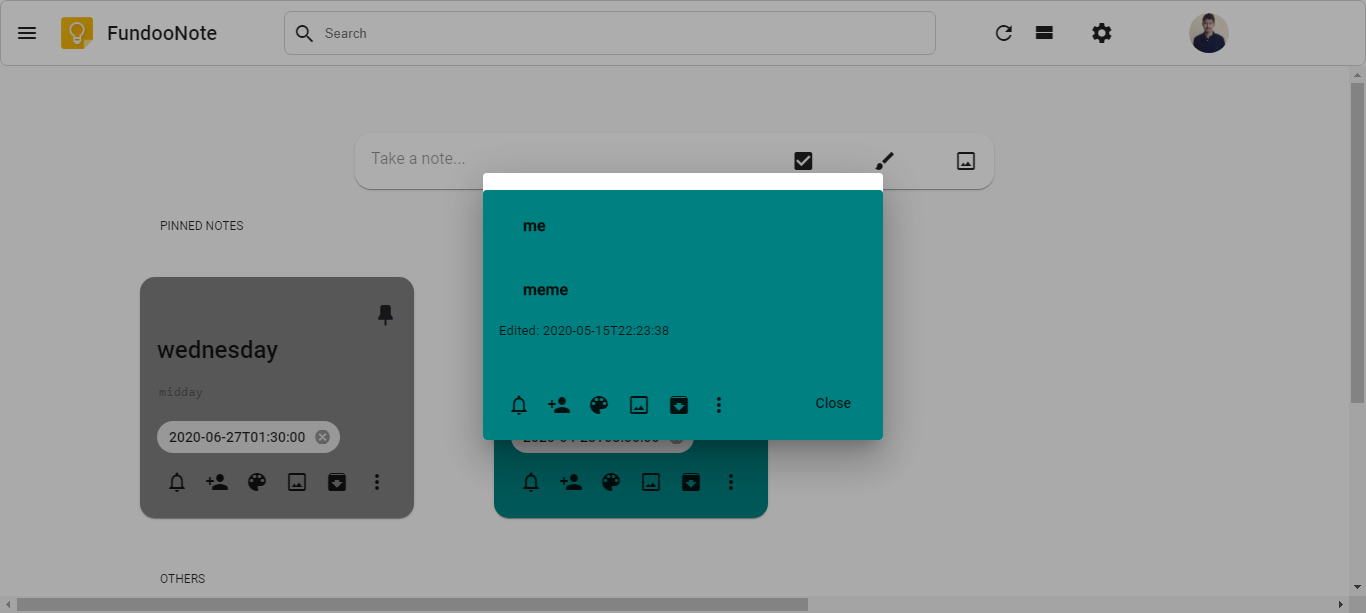 FundooNote
Search
Take a note...
PINNED NOTES
me
meme
Edited: 2020-05-15T22:23:38
Close
wednesday
midday
2020-06-27T01:30:00
OTHERS